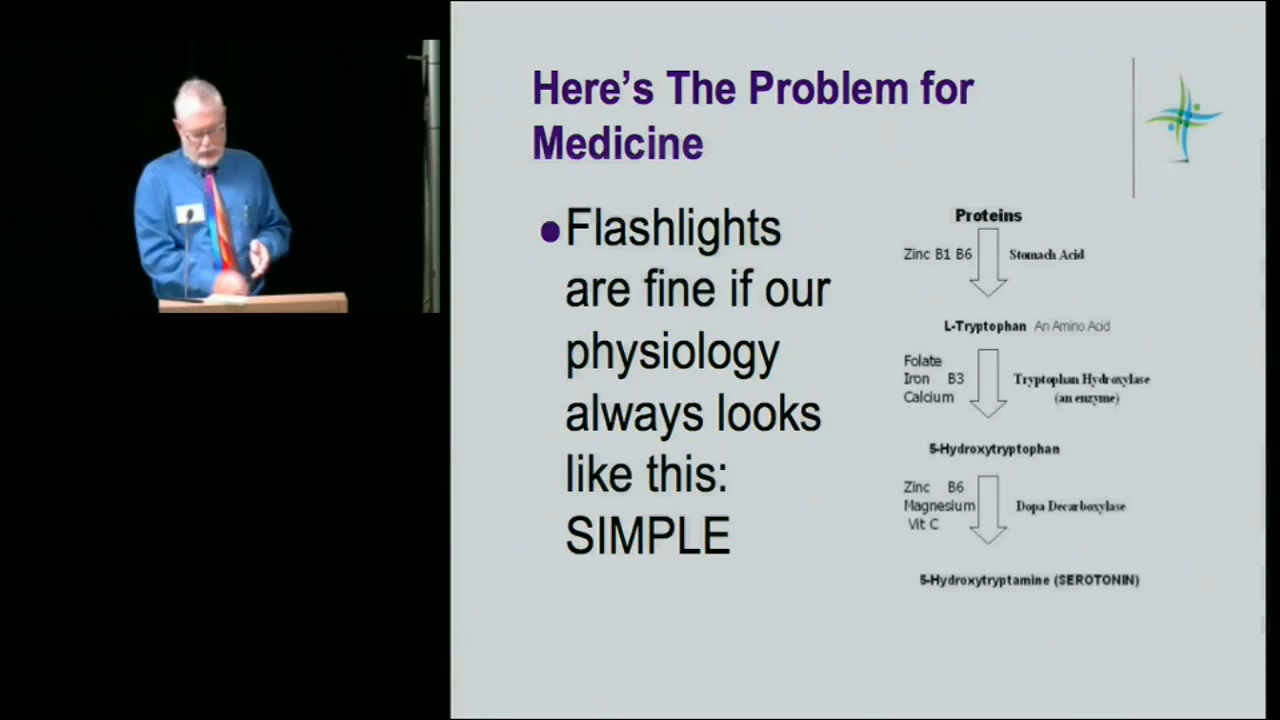 Here's The Problem for
Medicine
●Flashlights
are fine if our
physiology
always looks
like this:
SIMPLE
Proteins
Zinc B1 B6 Stomach Acid
L-Tryptophan An Amino Acid
Folate
Iron B3 Tryptophan Hydroxylase
Calcium (an enzyme)
5-Hydroxytryptophan
Zinc B6
Magnesium Dopa Decarboxylase
Vit C
5-Hydroxytryptamine (SEROTONIN)